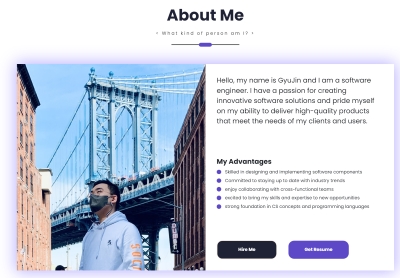 About Me
• What kind of person am i? •
Hello, my name is GyuJin and I am a software
engineer. I have a passion for creating
innovative software solutions and pride myself
on my ability to deliver high-quality products
that meet the needs of my clients and users.
My Advantages
Skilled in designing and implementing software components
Committed to staying up to date with industry trends
enjoy collaborating with cross-functional teams
excited to bring my skills and expertise to new opportunities
strong foundation in CS concepts and programming languages
Hire Me
Get Resume